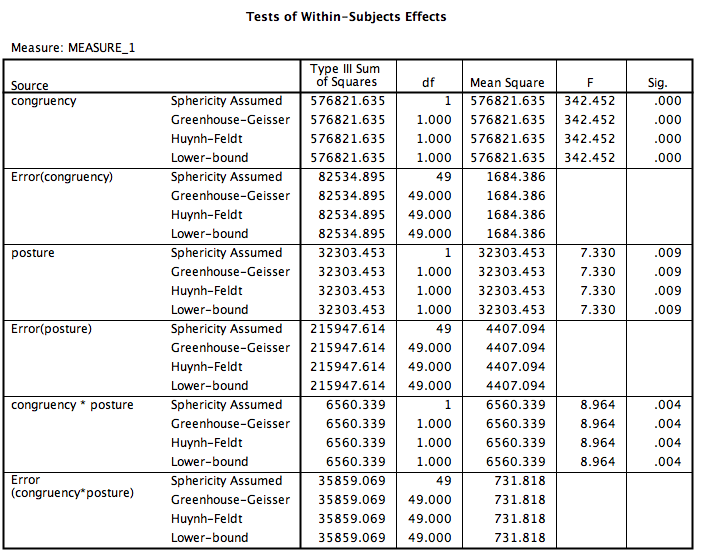 Tests of Within-Subjects Effects
Measure: MEASURE_1
Source Type III Sum of Squares df Mean Square F Sig.
congruency Sphericity Assumed 576821.635 1 576821.635 342.452 .000
Greenhouse-Geisser 576821.635 1.000 576821.635 342.452 .000
Huynh-Feldt 576821.635 1.000 576821.635 342.452 .000
Lower-bound 576821.635 1.000 576821.635 342.452 .000
Error(congruency) Sphericity Assumed 82534.895 49 1684.386
Greenhouse-Geisser 82534.895 49.000 1684.386
Huynh-Feldt 82534.895 49.000 1684.386
Lower-bound 82534.895 49.000 1684.386
posture Sphericity Assumed 32303.453 1 32303.453 7.330 .009
Greenhouse-Geisser 32303.453 1.000 32303.453 7.330 .009
Huynh-Feldt 32303.453 1.000 32303.453 7.330 .009
Lower-bound 32303.453 1.000 32303.453 7.330 .009
Error(posture) Sphericity Assumed 215947.614 49 4407.094
Greenhouse-Geisser 215947.614 49.000 4407.094
Huynh-Feldt 215947.614 49.000 4407.094
Lower-bound 215947.614 49.000 4407.094
congruency * posture Sphericity Assumed 6560.339 1 6560.339 8.964 .004
Greenhouse-Geisser 6560.339 1.000 6560.339 8.964 .004
Huynh-Feldt 6560.339 1.000 6560.339 8.964 .004
Lower-bound 6560.339 1.000 6560.339 8.964 .004
Error (congruency*posture) Sphericity Assumed 35859.069 49 731.818
Greenhouse-Geisser 35859.069 49.000 731.818
Huynh-Feldt 35859.069 49.000 731.818
Lower-bound 35859.069 49.000 731.818